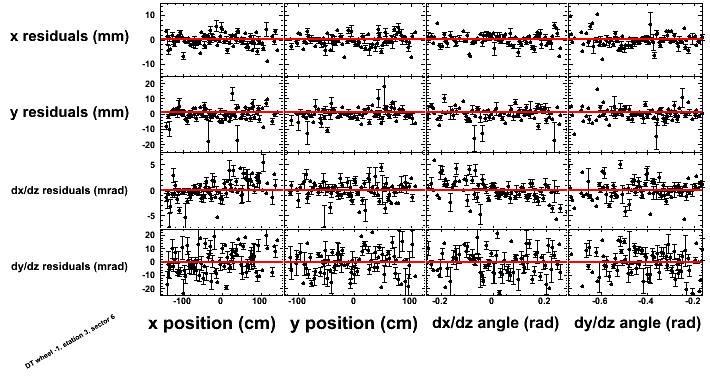 x residuals (mm)
10
0
-10
y residuals (mm)
20
10
0
-10
-20
dx/dz residuals (mrad)
5
0
-5
dy/dz residuals (mrad)
20
10
0
-10
-20
-100 0 100 -100 0 100 -0.2 0 0.2 -0.6 -0.4 -0.2
x position (cm) y position (cm) dx/dz angle (rad) dy/dz angle (rad)
DT wheel -1, station 3, sector 6